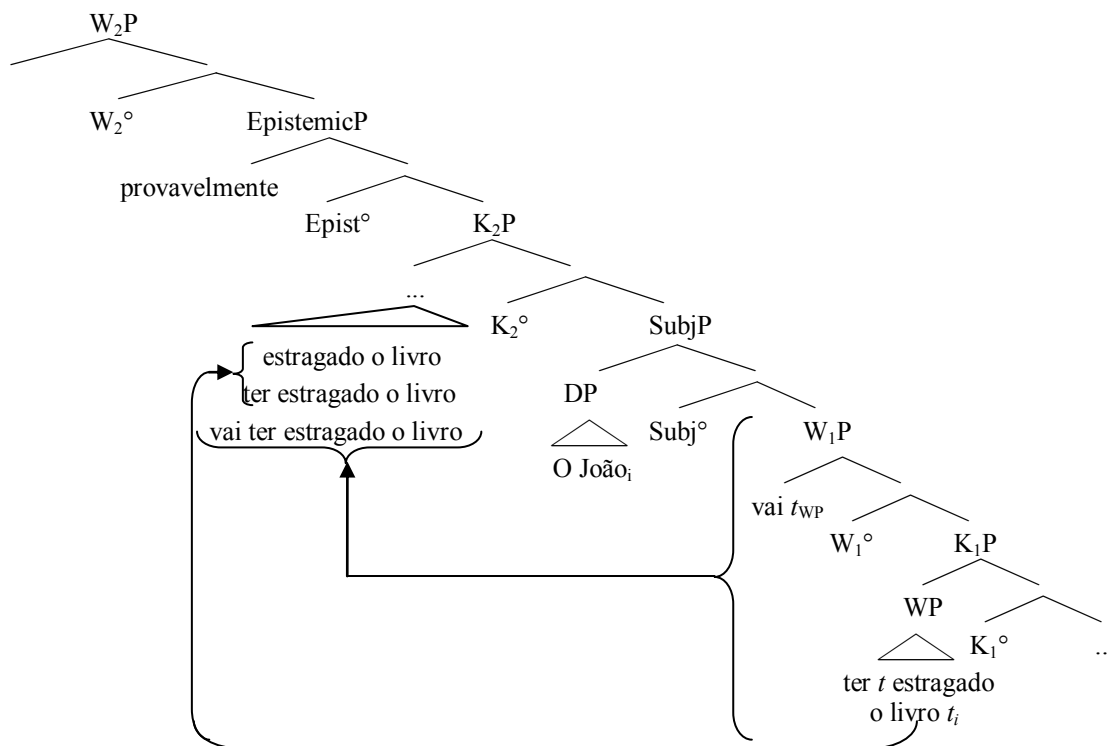 W₂P
W₂° EpistemicP
provavelmente
Epist° K₂P
...
K₂° SubjP
estragado o livro
ter estragado o livro DP
vai ter estragado o livro Subj° W₁P
O Joãoᵢ
vai t_WP
W₁° K₁P
WP
K₁° ..
ter t estragado
o livro tᵢ